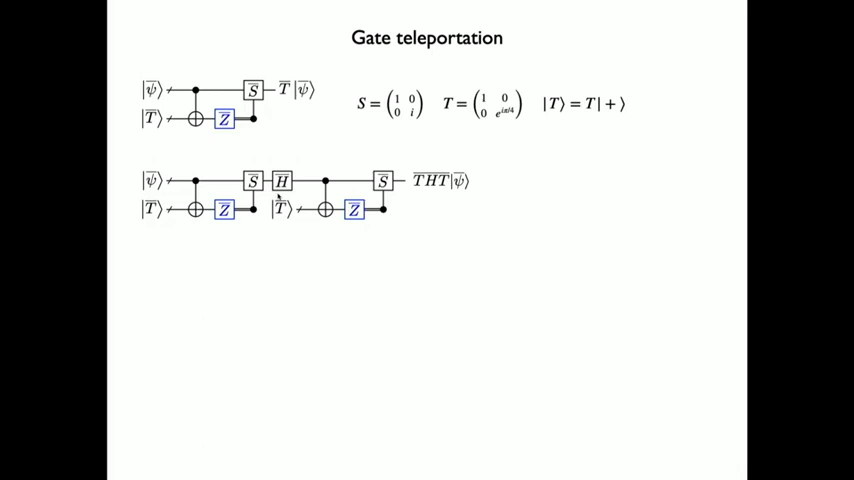 Gate teleportation
|ψ̅⟩ S̅ T̅ |ψ̅⟩
|T̅⟩ Z̅
S = (1 0 0 i) T = (1 0 0 e^{iπ/4}) |T⟩ = T| + ⟩
|ψ̅⟩ S̅ H̅ S̅ T̅H̅T̅|ψ̅⟩
|T̅⟩ Z̅ |T̅⟩ Z̅